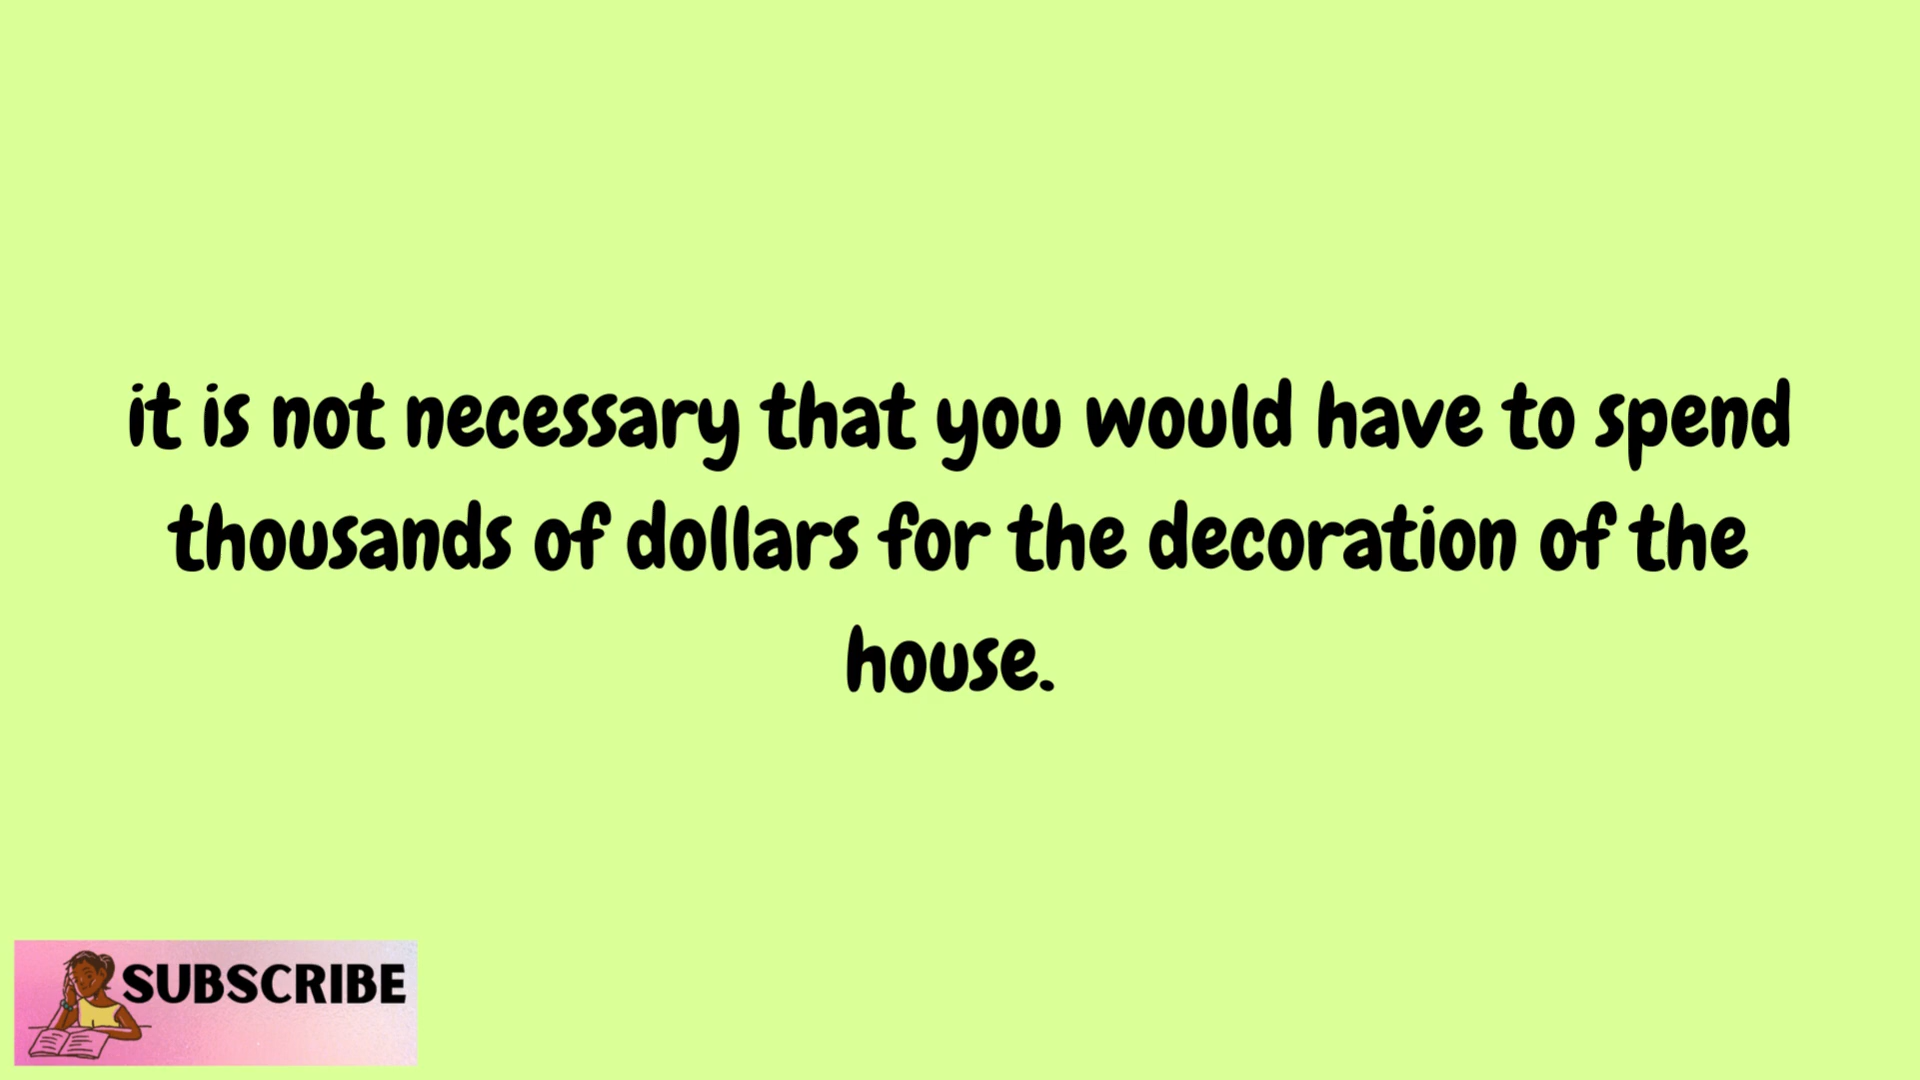 it is not necessary that you would have to spend
thousands of dollars for the decoration of the
house.
SUBSCRIBE